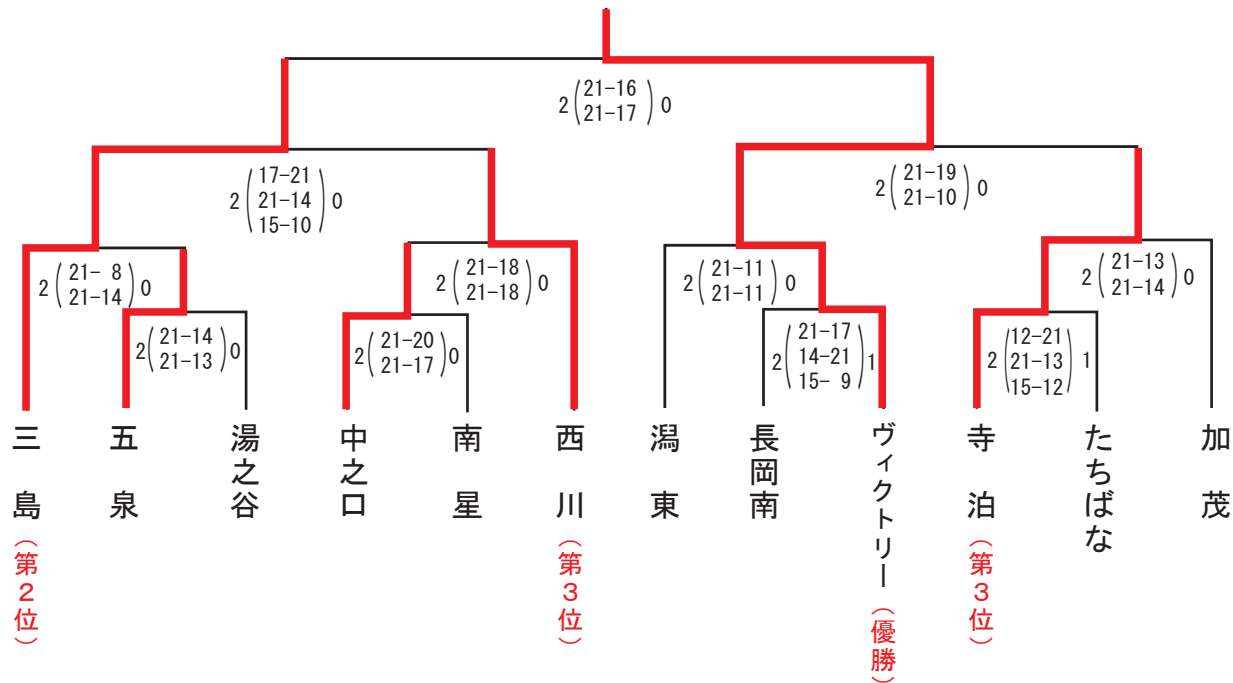 2(21-16 21-17)0
2(17-21 21-14 15-10)0
2(21-19 21-10)0
2(21- 8 21-14)0
2(21-18 21-18)0
2(21-11 21-11)0
2(21-13 21-14)0
2(21-14 21-13)0
2(21-20 21-17)0
2(21-17 14-21 15- 9)1
2(12-21 21-13 15-12)1
三島(第2位)
五泉
湯之谷
中之口
南星
西川(第3位)
潟東
長岡南
ヴィクトリー(優勝)
寺泊(第3位)
たちばな
加茂